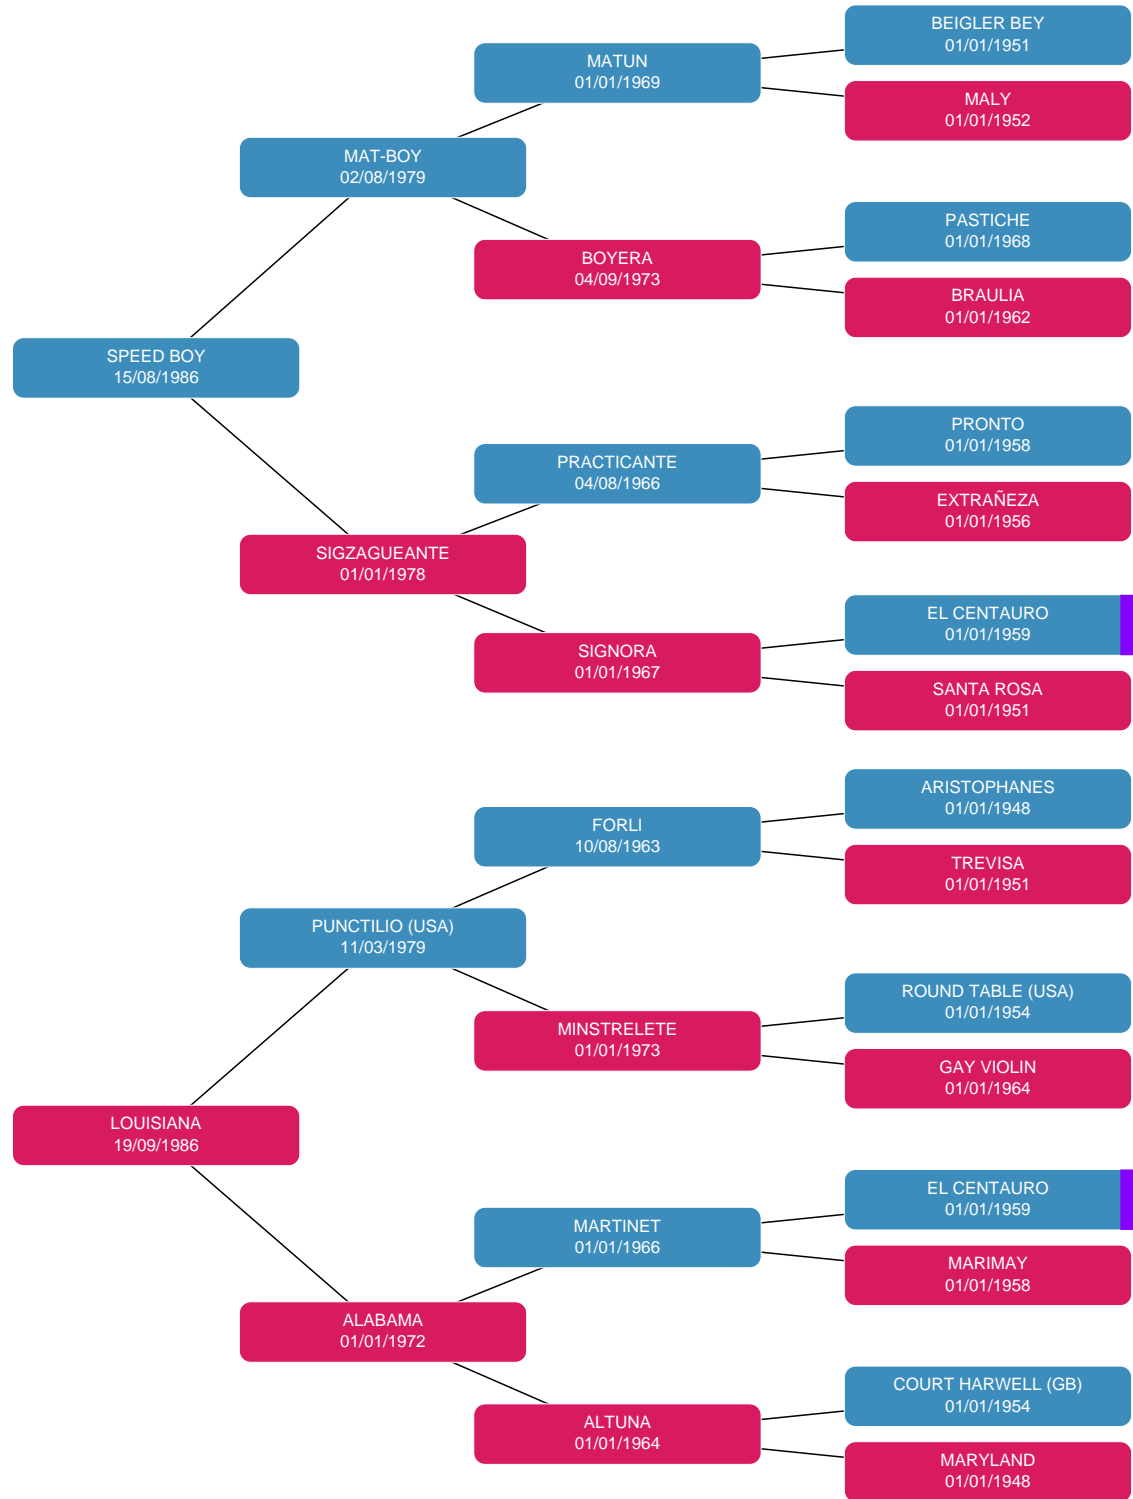 BEIGLER BEY
01/01/1951
MATUN
01/01/1969
MALY
01/01/1952
MAT-BOY
02/08/1979
PASTICHE
01/01/1968
BOYERA
04/09/1973
BRAULIA
01/01/1962
SPEED BOY
15/08/1986
PRONTO
01/01/1958
PRACTICANTE
04/08/1966
EXTRAÑEZA
01/01/1956
SIGZAGUEANTE
01/01/1978
EL CENTAURO
01/01/1959
SIGNORA
01/01/1967
SANTA ROSA
01/01/1951
ARISTOPHANES
01/01/1948
FORLI
10/08/1963
TREVISA
01/01/1951
PUNCTILIO (USA)
11/03/1979
ROUND TABLE (USA)
01/01/1954
MINSTRELETE
01/01/1973
GAY VIOLIN
01/01/1964
LOUISIANA
19/09/1986
EL CENTAURO
01/01/1959
MARTINET
01/01/1966
MARIMAY
01/01/1958
ALABAMA
01/01/1972
COURT HARWELL (GB)
01/01/1954
ALTUNA
01/01/1964
MARYLAND
01/01/1948